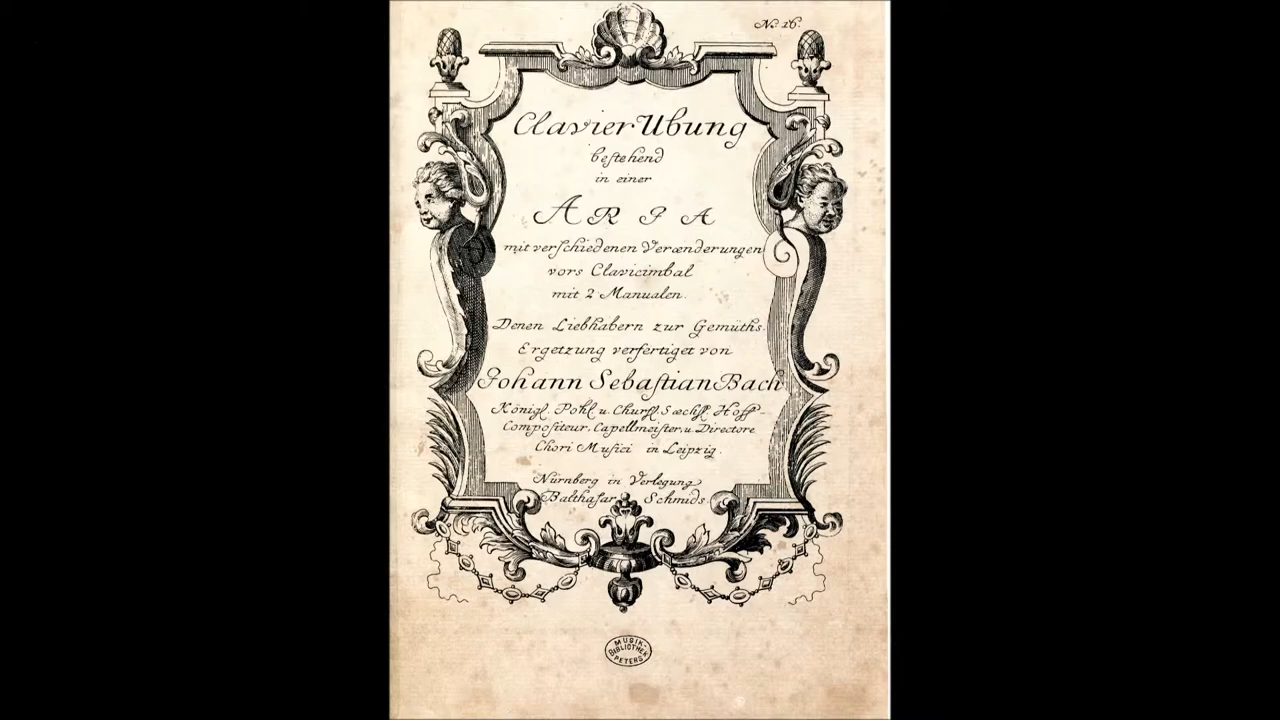 N. 16.
Clavier Ubung
bestehend
in einer
ARIA
mit verschiedenen Verænderungen
vors Clavicimbal
mit 2 Manualen.
Denen Liebhabern zur Gemüths-
Ergetzung verfertiget von
Johann Sebastian Bach
Königl. Pohl. u. Churfl. Sæchss. Hoff-
Compositeur, Capellmeister, u. Directore
Chori Musici in Leipzig.
Nürnberg in Verlegung
Balthasar Schmids.
MUSIK-
BIBLIOTHEK
PETERS